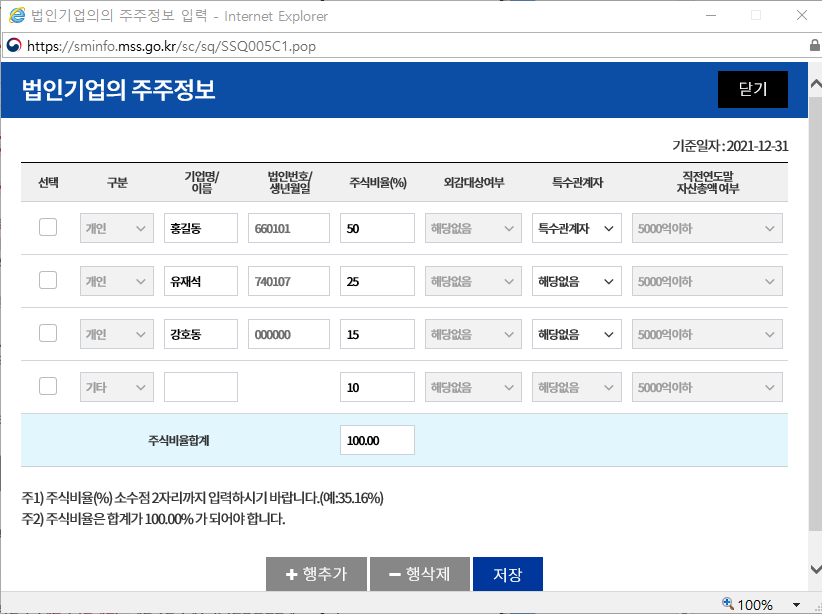 법인기업의의 주주정보 입력 - Internet Explorer
https://sminfo.mss.go.kr/sc/sq/SSQ005C1.pop
법인기업의 주주정보 닫기
기준일자 : 2021-12-31
선택 구분 기업명/이름 법인번호/생년월일 주식비율(%) 외감대상여부 특수관계자 직전연도말 자산총액 여부
개인 홍길동 660101 50 해당없음 특수관계자 5000억이하
개인 유재석 740107 25 해당없음 해당없음 5000억이하
개인 강호동 000000 15 해당없음 해당없음 5000억이하
기타 10 해당없음 해당없음 5000억이하
주식비율합계 100.00
주1) 주식비율(%) 소수점 2자리까지 입력하시기 바랍니다.(예:35.16%)
주2) 주식비율은 합계가 100.00% 가 되어야 합니다.
+ 행추가 − 행삭제 저장
100%